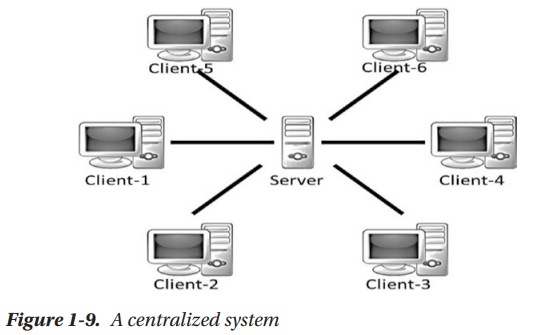 Client-5
Client-6
Client-1
Server
Client-4
Client-2
Client-3
Figure 1-9. A centralized system